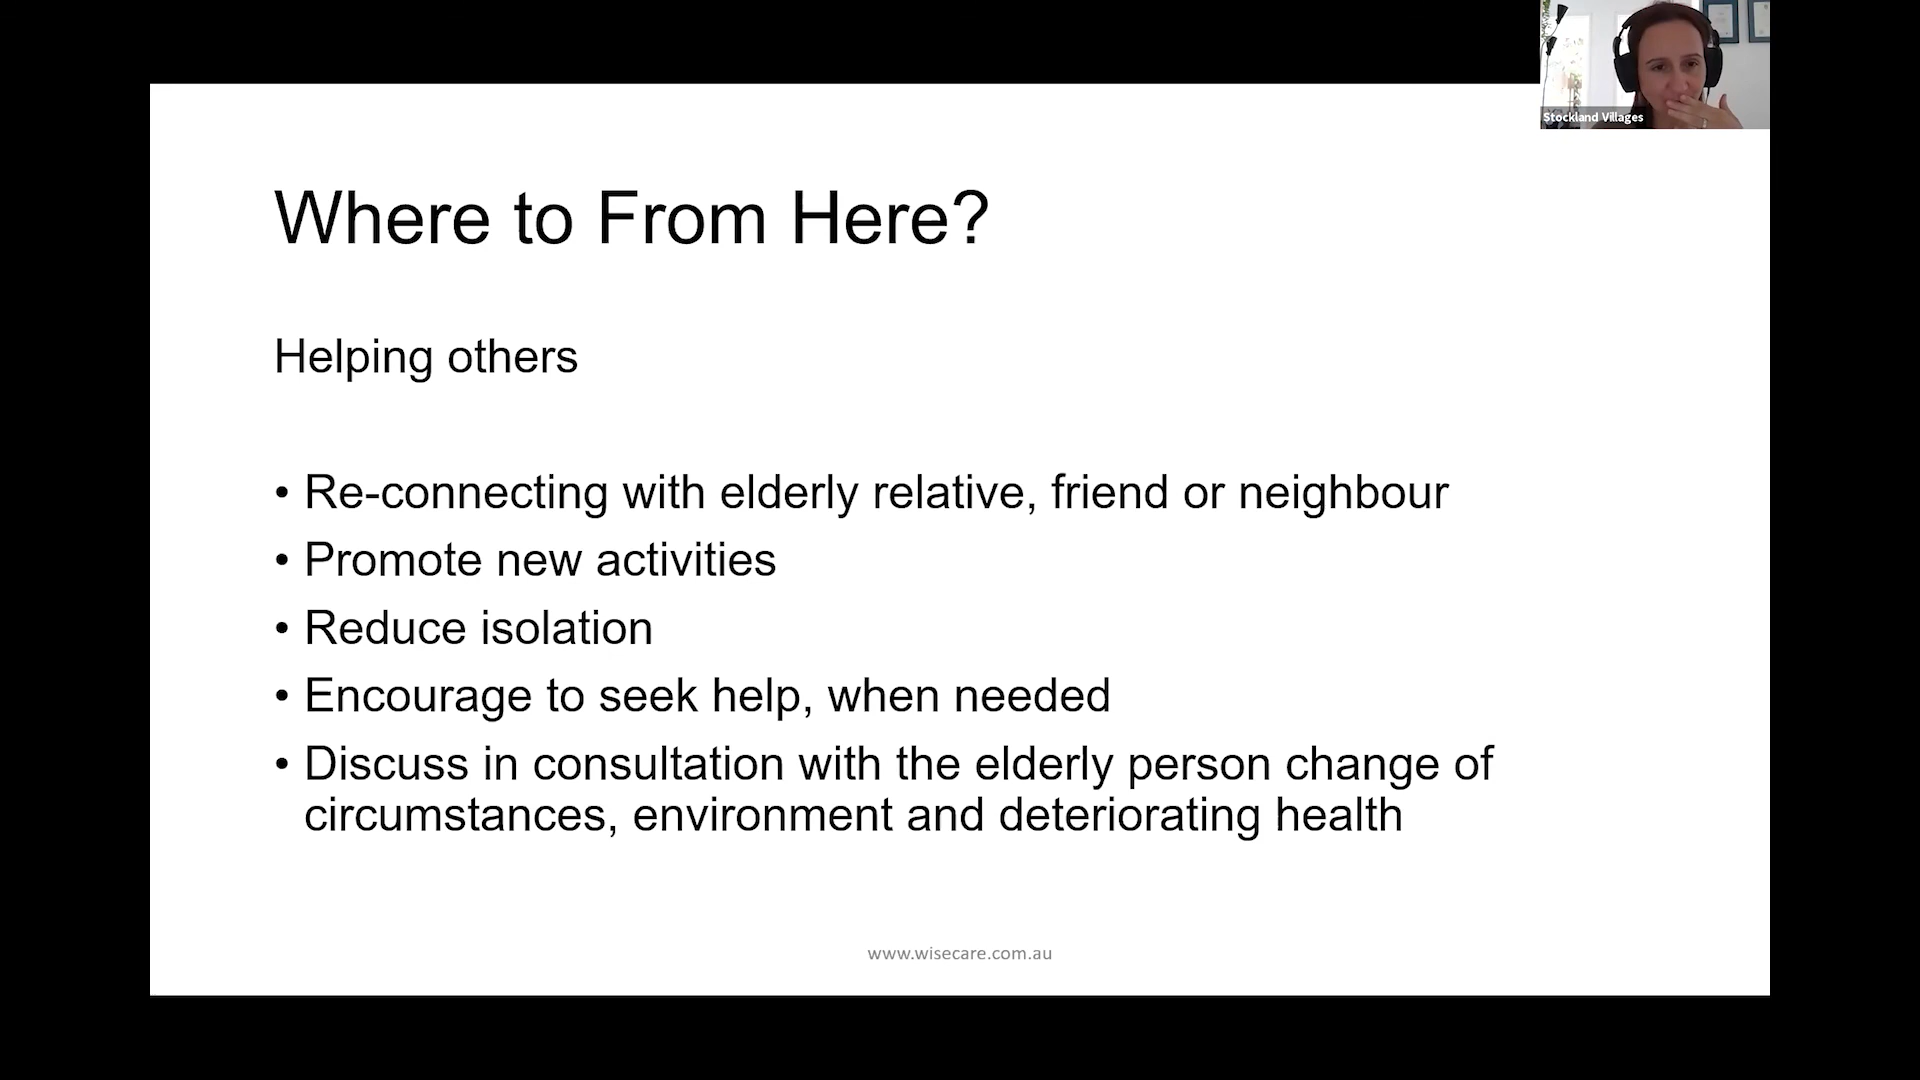 Stockland Villages
Where to From Here?
Helping others
• Re-connecting with elderly relative, friend or neighbour
• Promote new activities
• Reduce isolation
• Encourage to seek help, when needed
• Discuss in consultation with the elderly person change of
circumstances, environment and deteriorating health
www.wisecare.com.au